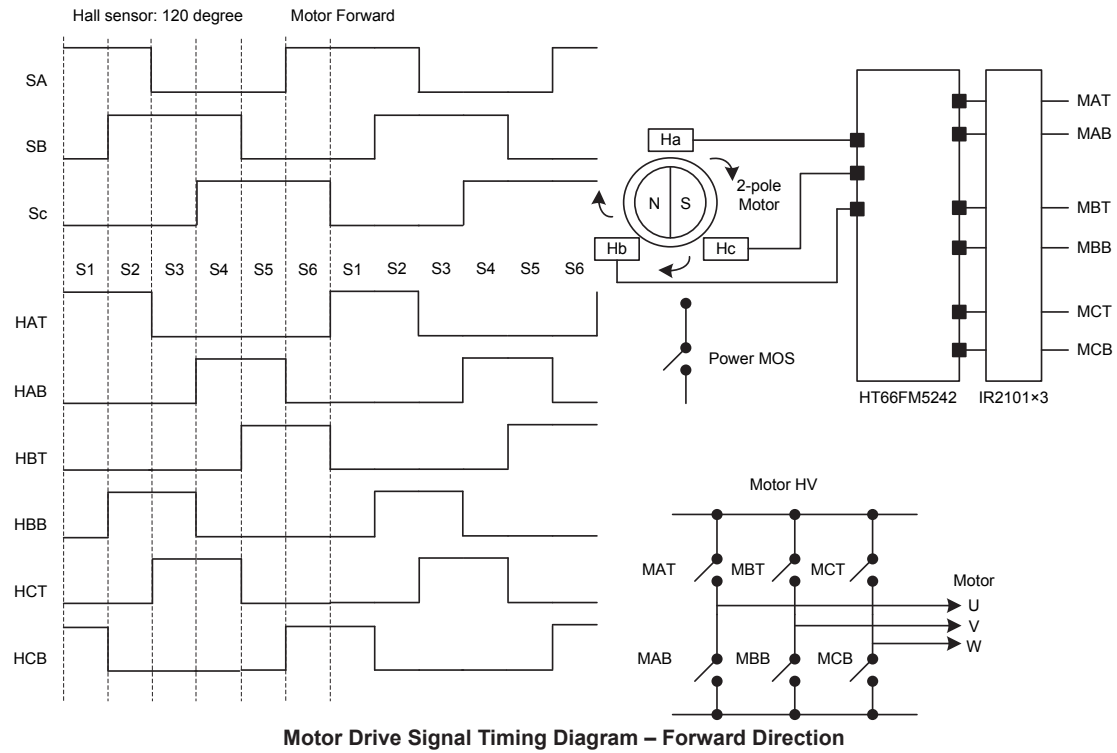 Hall sensor: 120 degree Motor Forward
SA
SB
Sc
S1 S2 S3 S4 S5 S6 S1 S2 S3 S4 S5 S6
HAT
HAB
HBT
HBB
HCT
HCB
Ha
N S
2-pole
Motor
Hb
Hc
Power MOS
MAT
MAB
MBT
MBB
MCT
MCB
HT66FM5242 IR2101×3
Motor HV
MAT MBT MCT
Motor
U
V
W
MAB MBB MCB
Motor Drive Signal Timing Diagram – Forward Direction